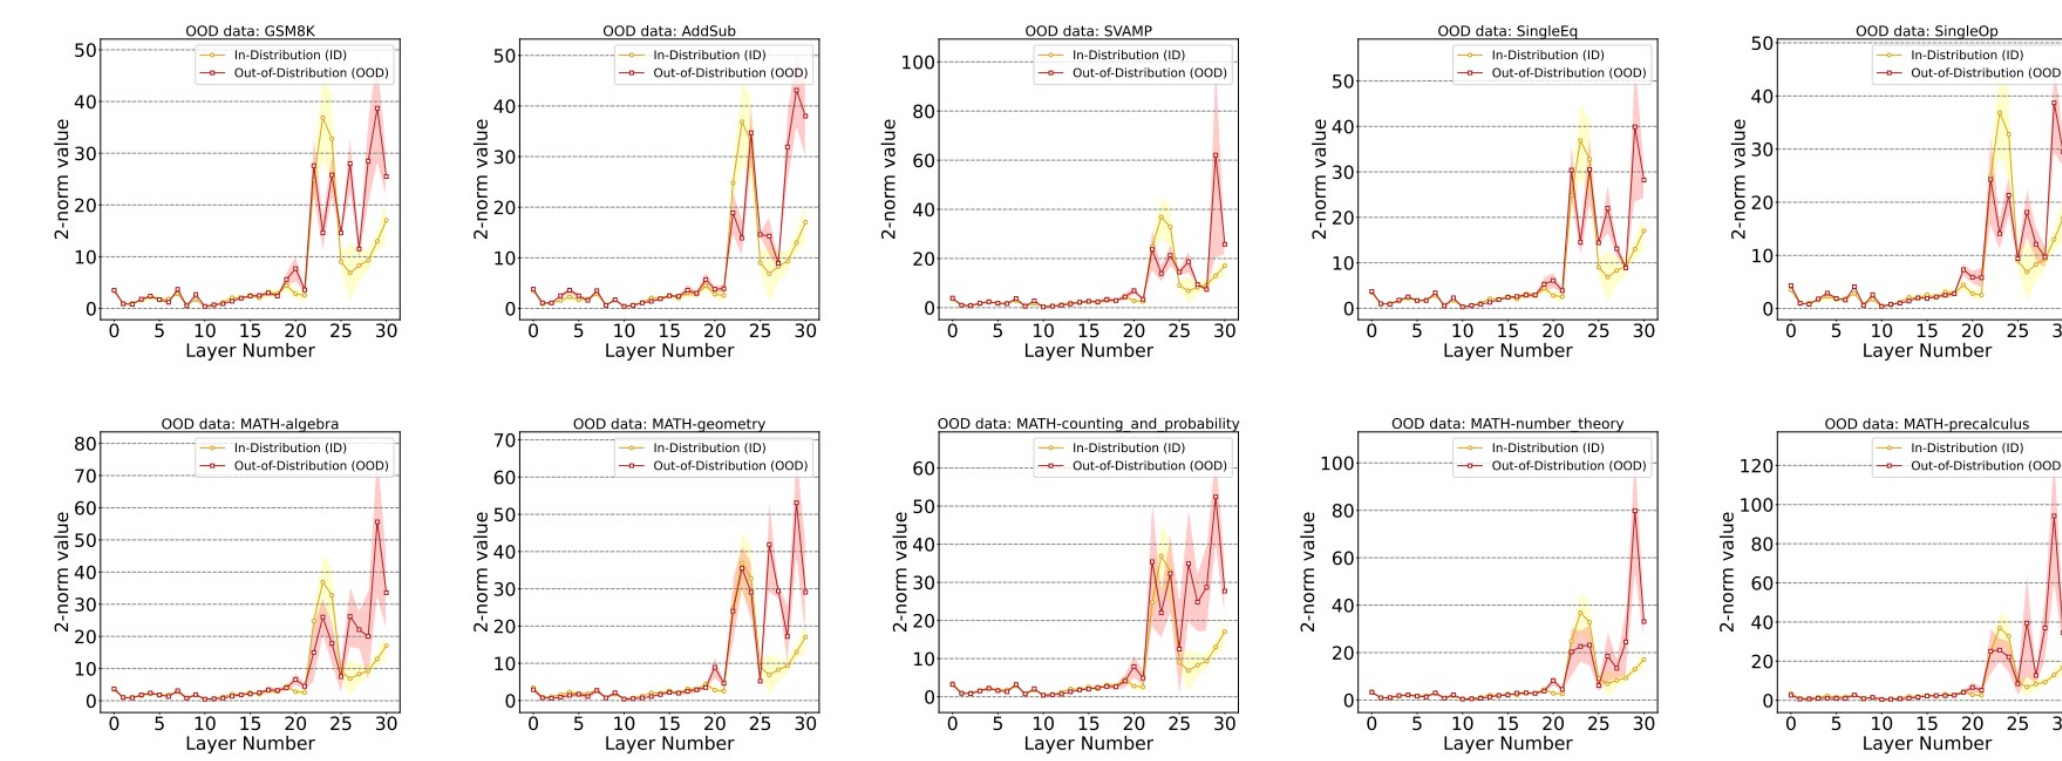 OOD data: GSM8K
In-Distribution (ID)
Out-of-Distribution (OOD)
2-norm value
50
40
30
20
10
0
0 5 10 15 20 25 30
Layer Number
OOD data: AddSub
In-Distribution (ID)
Out-of-Distribution (OOD)
2-norm value
50
40
30
20
10
0
0 5 10 15 20 25 30
Layer Number
OOD data: SVAMP
In-Distribution (ID)
Out-of-Distribution (OOD)
2-norm value
100
80
60
40
20
0
0 5 10 15 20 25 30
Layer Number
OOD data: SingleEq
In-Distribution (ID)
Out-of-Distribution (OOD)
2-norm value
50
40
30
20
10
0
0 5 10 15 20 25 30
Layer Number
OOD data: SingleOp
In-Distribution (ID)
Out-of-Distribution (OOD
2-norm value
50
40
30
20
10
0
0 5 10 15 20 25 3
Layer Number
OOD data: MATH-algebra
In-Distribution (ID)
Out-of-Distribution (OOD)
2-norm value
80
70
60
50
40
30
20
10
0
0 5 10 15 20 25 30
Layer Number
OOD data: MATH-geometry
In-Distribution (ID)
Out-of-Distribution (OOD)
2-norm value
70
60
50
40
30
20
10
0
0 5 10 15 20 25 30
Layer Number
OOD data: MATH-counting_and_probability
In-Distribution (ID)
Out-of-Distribution (OOD)
2-norm value
60
50
40
30
20
10
0
0 5 10 15 20 25 30
Layer Number
OOD data: MATH-number_theory
In-Distribution (ID)
Out-of-Distribution (OOD)
2-norm value
100
80
60
40
20
0
0 5 10 15 20 25 30
Layer Number
OOD data: MATH-precalculus
In-Distribution (ID)
Out-of-Distribution (OOD
2-norm value
120
100
80
60
40
20
0
0 5 10 15 20 25 3
Layer Number